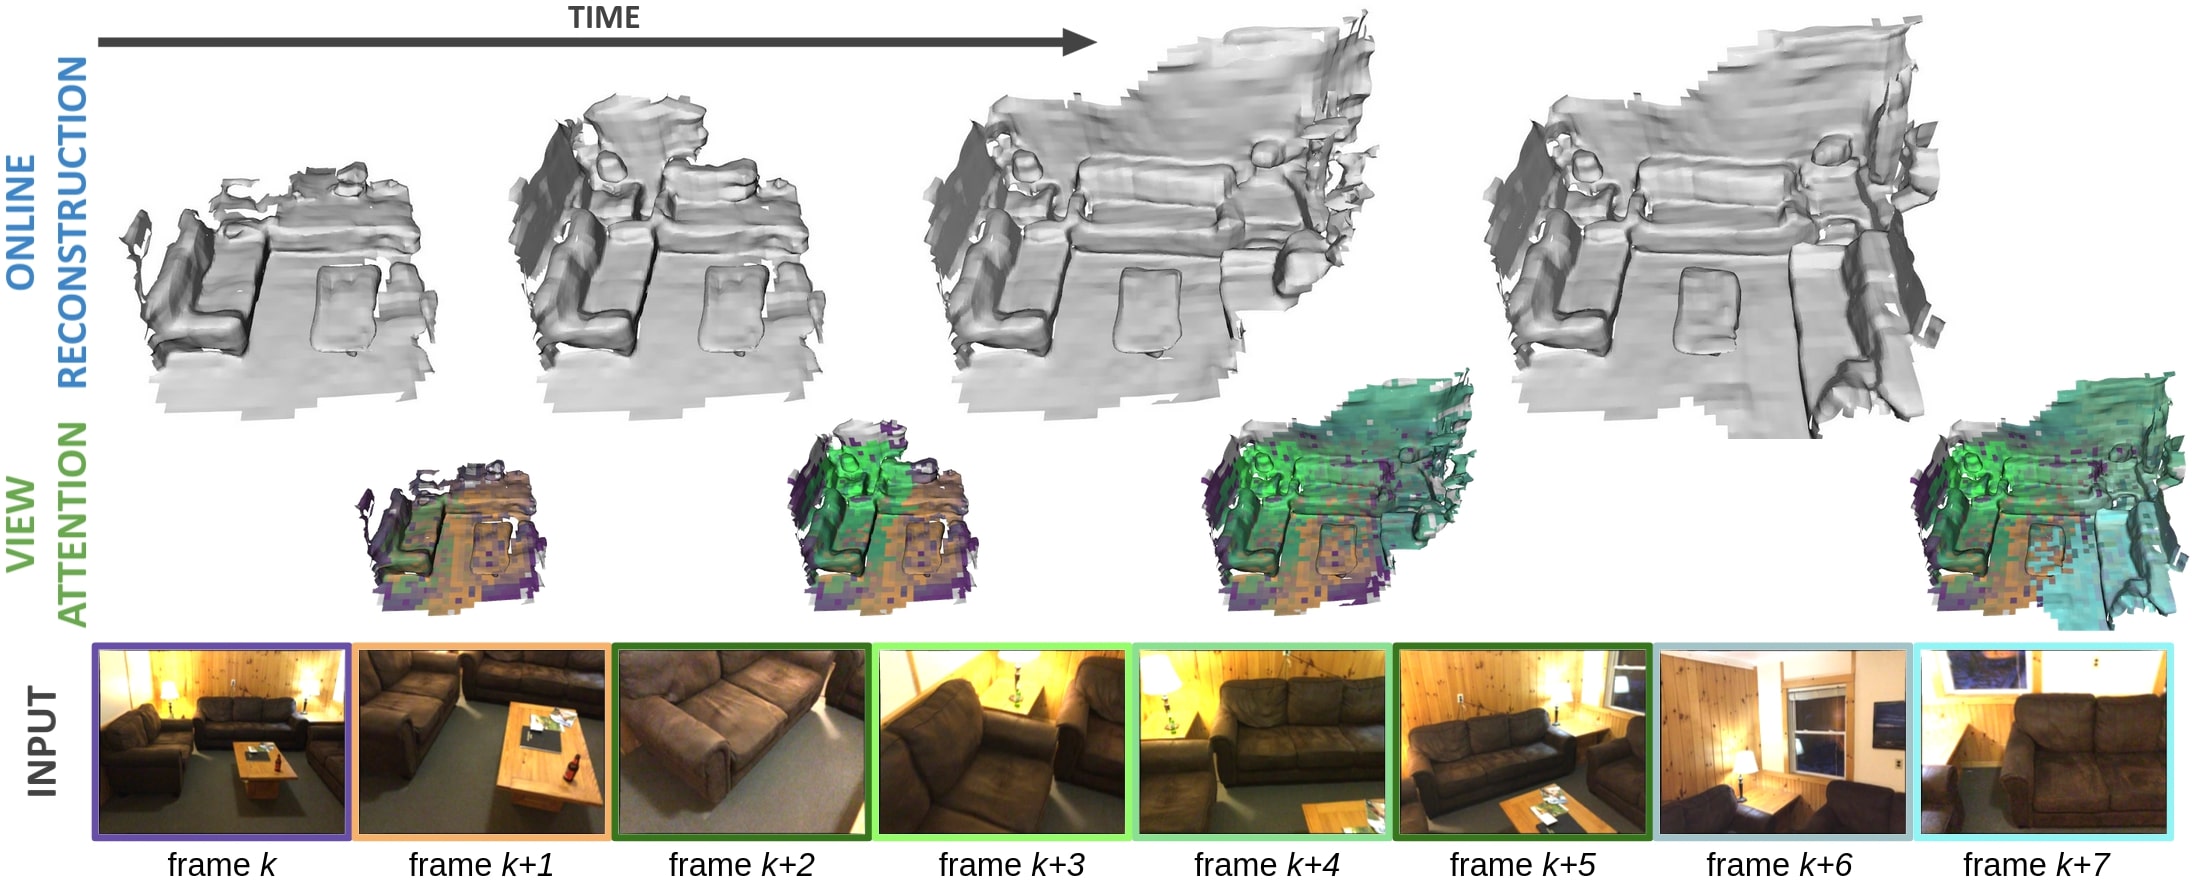 TIME
ONLINE
RECONSTRUCTION
VIEW
ATTENTION
INPUT
frame k
frame k+1
frame k+2
frame k+3
frame k+4
frame k+5
frame k+6
frame k+7